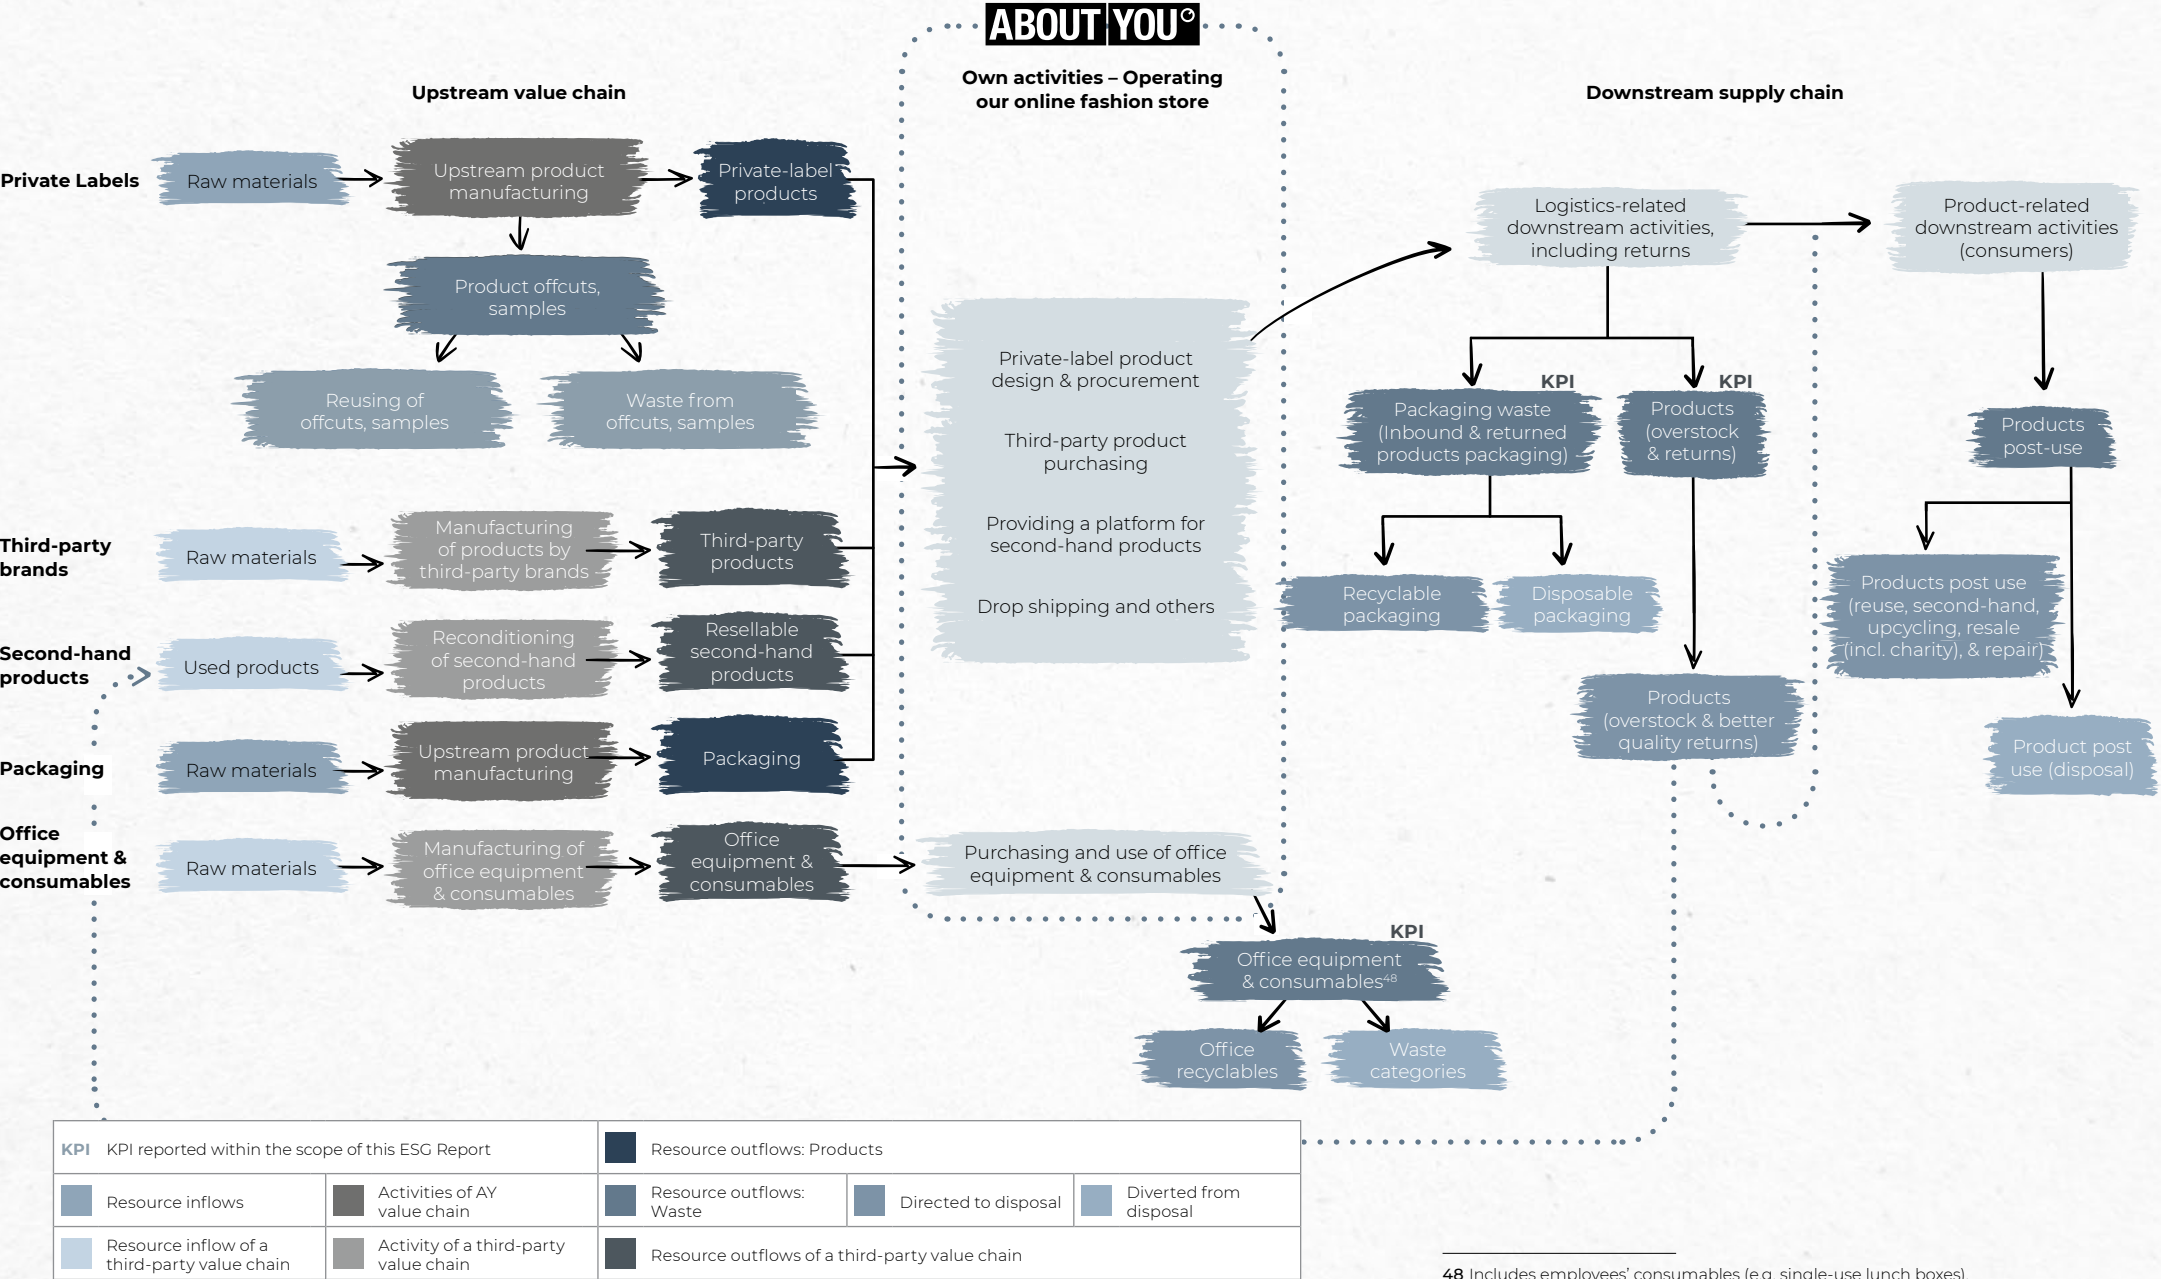 ABOUT YOU
Own activities – Operating
our online fashion store
Upstream value chain
Downstream supply chain
Private Labels
Raw materials
Upstream product
manufacturing
Private-label
products
Product offcuts,
samples
Reusing of
offcuts, samples
Waste from
offcuts, samples
Third-party
brands
Raw materials
Manufacturing
of products by
third-party brands
Third-party
products
Second-hand
products
Used products
Reconditioning
of second-hand
products
Resellable
second-hand
products
Packaging
Raw materials
Upstream product
manufacturing
Packaging
Office
equipment &
consumables
Raw materials
Manufacturing of
office equipment
& consumables
Office
equipment &
consumables
Private-label product
design & procurement
Third-party product
purchasing
Providing a platform for
second-hand products
Drop shipping and others
Purchasing and use of office
equipment & consumables
KPI
Office equipment
& consumables48
Office
recyclables
Waste
categories
Logistics-related
downstream activities,
including returns
Product-related
downstream activities
(consumers)
KPI
Packaging waste
(Inbound & returned
products packaging)
KPI
Products
(overstock
& returns)
Recyclable
packaging
Disposable
packaging
Products
(overstock & better
quality returns)
Products
post-use
Products post use
(reuse, second-hand,
upcycling, resale
(incl. charity), & repair)
Product post
use (disposal)
KPI KPI reported within the scope of this ESG Report
Resource outflows: Products
Resource inflows
Activities of AY
value chain
Resource outflows:
Waste
Directed to disposal
Diverted from
disposal
Resource inflow of a
third-party value chain
Activity of a third-party
value chain
Resource outflows of a third-party value chain
48 Includes employees' consumables (e.g. single-use lunch boxes)